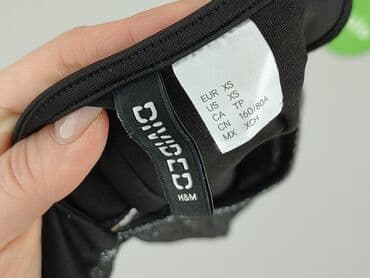 DIVIDED
H&M
EUR XS
US XS
CA TP
CN 160/80A
MX XCH